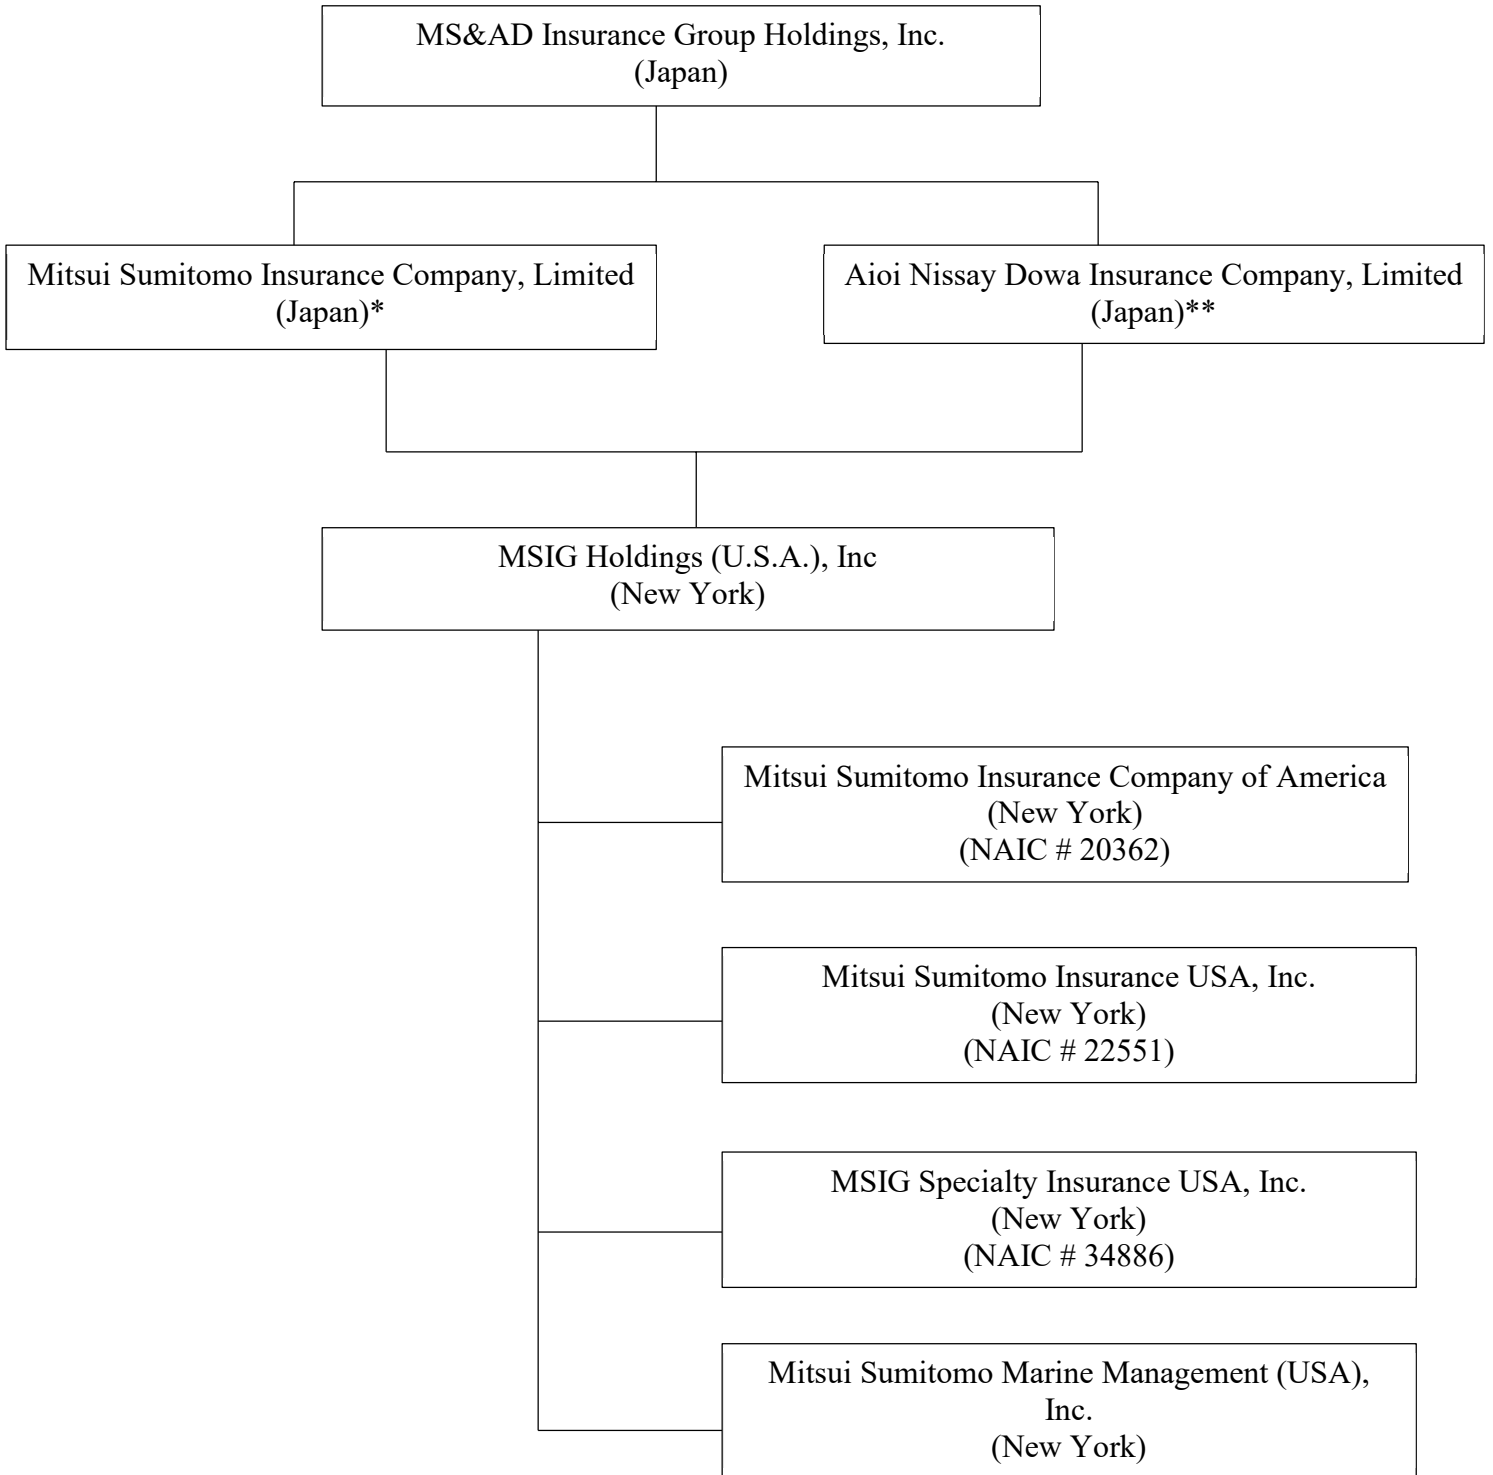 MS&AD Insurance Group Holdings, Inc.
(Japan)
Mitsui Sumitomo Insurance Company, Limited
(Japan)*
Aioi Nissay Dowa Insurance Company, Limited
(Japan)**
MSIG Holdings (U.S.A.), Inc
(New York)
Mitsui Sumitomo Insurance Company of America
(New York)
(NAIC # 20362)
Mitsui Sumitomo Insurance USA, Inc.
(New York)
(NAIC # 22551)
MSIG Specialty Insurance USA, Inc.
(New York)
(NAIC # 34886)
Mitsui Sumitomo Marine Management (USA),
Inc.
(New York)